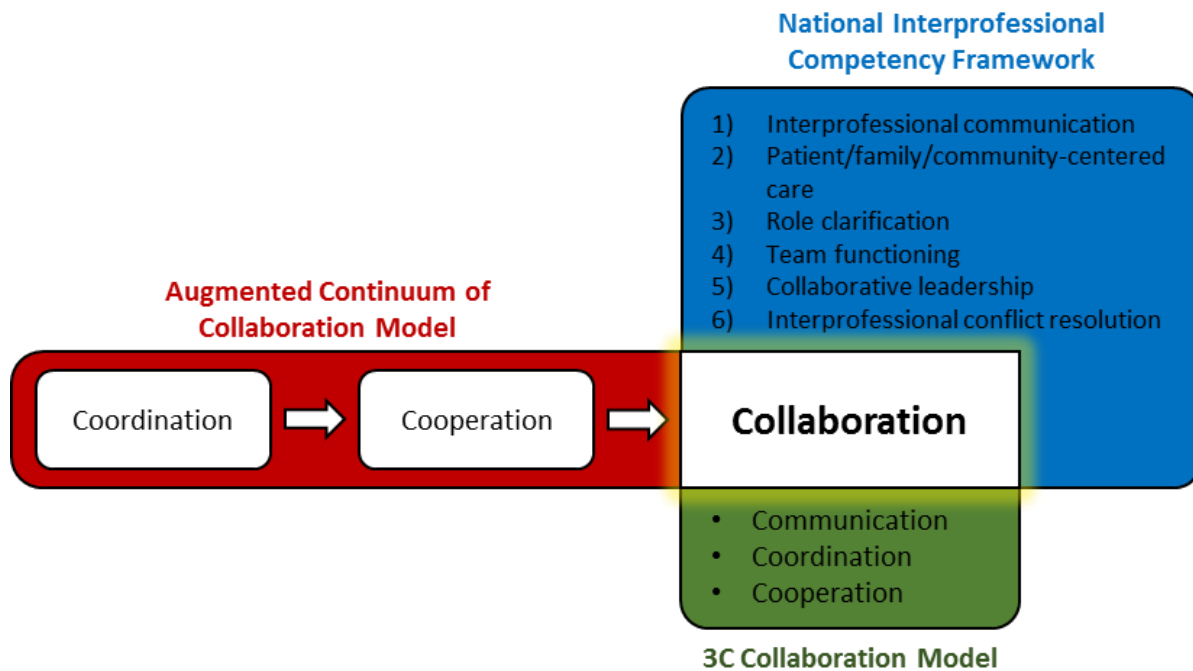 National Interprofessional
Competency Framework
1) Interprofessional communication
2) Patient/family/community-centered
care
3) Role clarification
4) Team functioning
5) Collaborative leadership
6) Interprofessional conflict resolution
Augmented Continuum of
Collaboration Model
Coordination
Cooperation
Collaboration
• Communication
• Coordination
• Cooperation
3C Collaboration Model